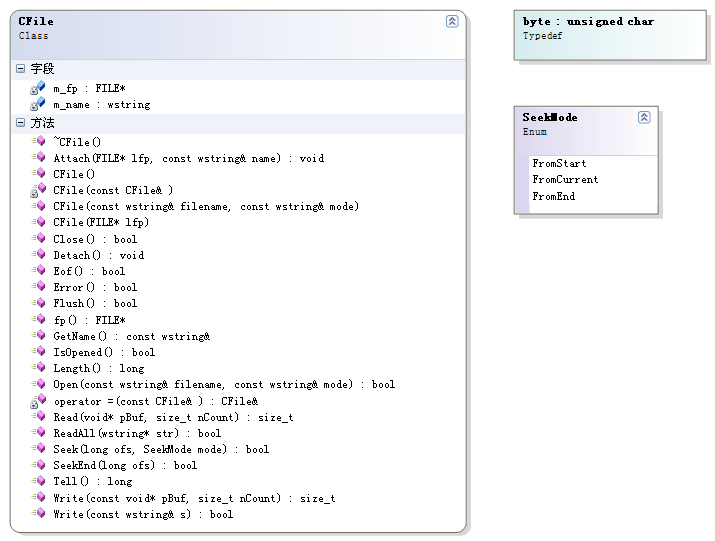 CFile
Class
字段
m_fp : FILE*
m_name : wstring
方法
~CFile()
Attach(FILE* lfp, const wstring& name) : void
CFile()
CFile(const CFile& )
CFile(const wstring& filename, const wstring& mode)
CFile(FILE* lfp)
Close() : bool
Detach() : void
Eof() : bool
Error() : bool
Flush() : bool
fp() : FILE*
GetName() : const wstring&
IsOpened() : bool
Length() : long
Open(const wstring& filename, const wstring& mode) : bool
operator =(const CFile& ) : CFile&
Read(void* pBuf, size_t nCount) : size_t
ReadAll(wstring* str) : bool
Seek(long ofs, SeekMode mode) : bool
SeekEnd(long ofs) : bool
Tell() : long
Write(const void* pBuf, size_t nCount) : size_t
Write(const wstring& s) : bool
byte : unsigned char
Typedef
SeekMode
Enum
FromStart
FromCurrent
FromEnd